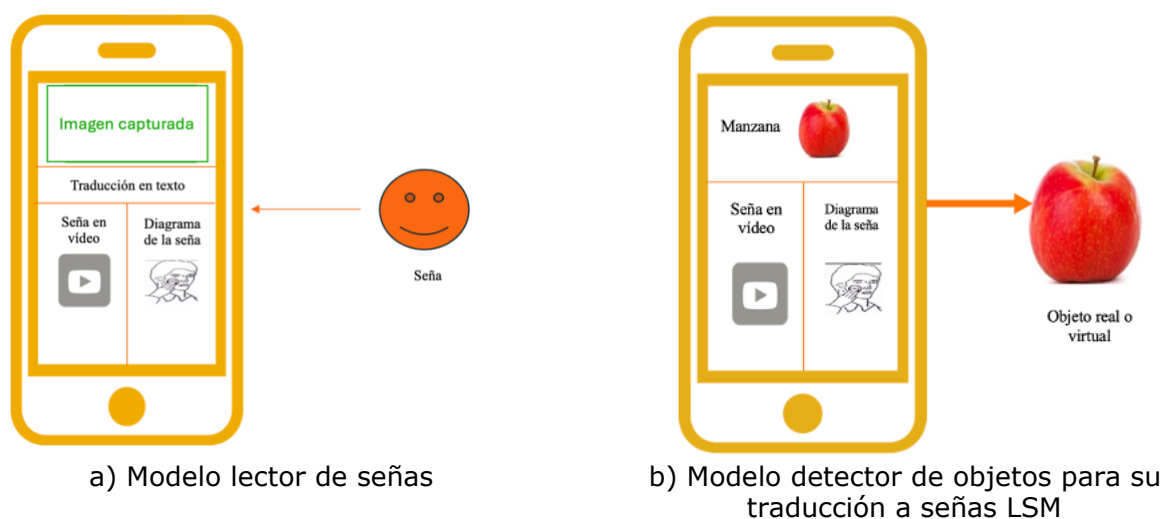 Imagen capturada
Traducción en texto
Seña en
vídeo
Diagrama
de la seña
Seña
a) Modelo lector de señas
Manzana
Seña en
vídeo
Diagrama
de la seña
Objeto real o
virtual
b) Modelo detector de objetos para su
traducción a señas LSM